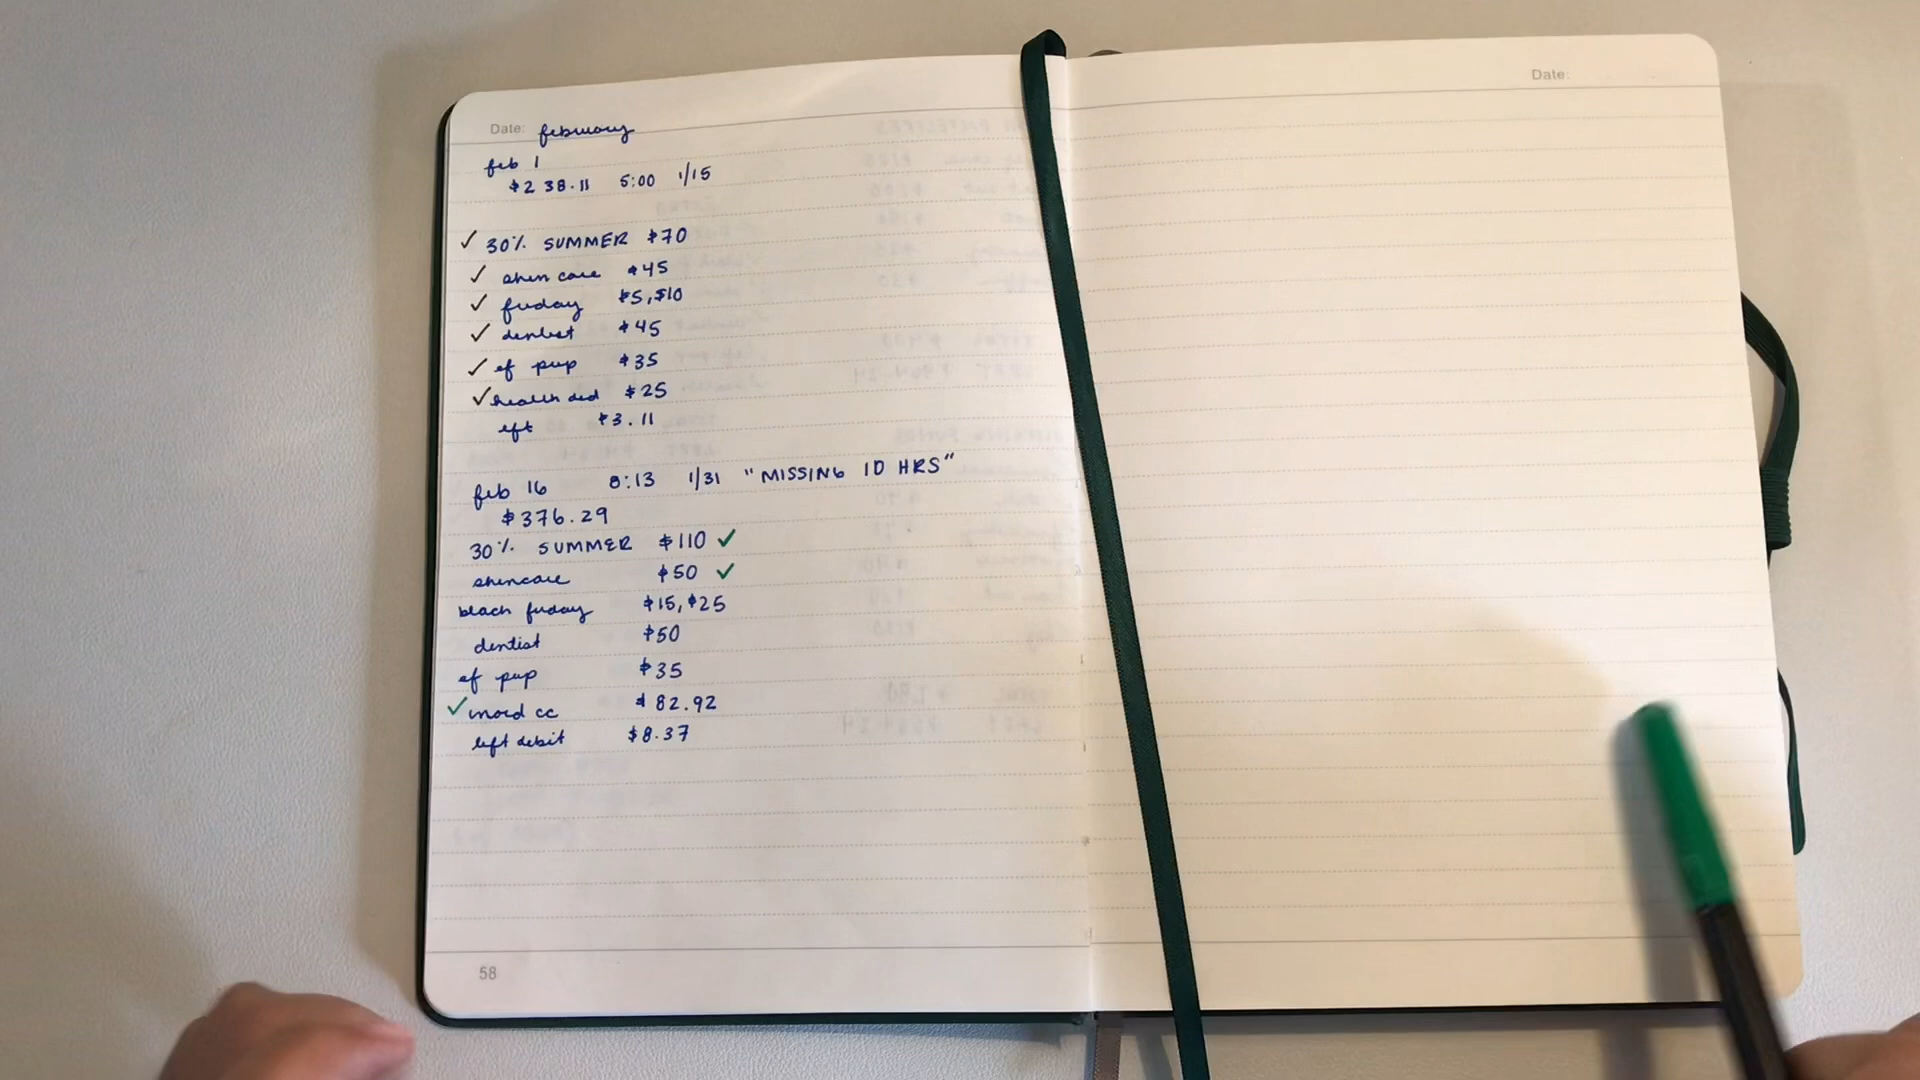 Date: february
feb 1
$238.11 5:00 1/15
✓ 30% SUMMER $70
✓ skin care $45
✓ friday $5, $10
✓ dentist $45
✓ ef pup $35
✓ health ded $25
left $3.11
feb 16 8:13 1/31 "MISSING 10 HRS"
$376.29
30% SUMMER $110 ✓
skincare $50 ✓
black friday $15, $25
dentist $50
ef pup $35
✓ cc $82.92
left debit $8.37
58
Date: